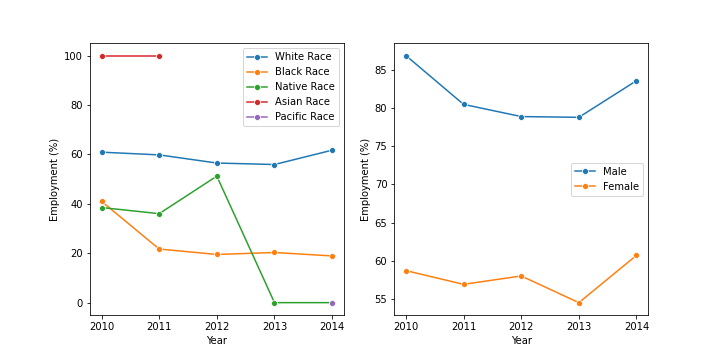 Employment (%)
100
80
60
40
20
0
2010 2011 2012 2013 2014
Year
White Race
Black Race
Native Race
Asian Race
Pacific Race
Employment (%)
85
80
75
70
65
60
55
2010 2011 2012 2013 2014
Year
Male
Female